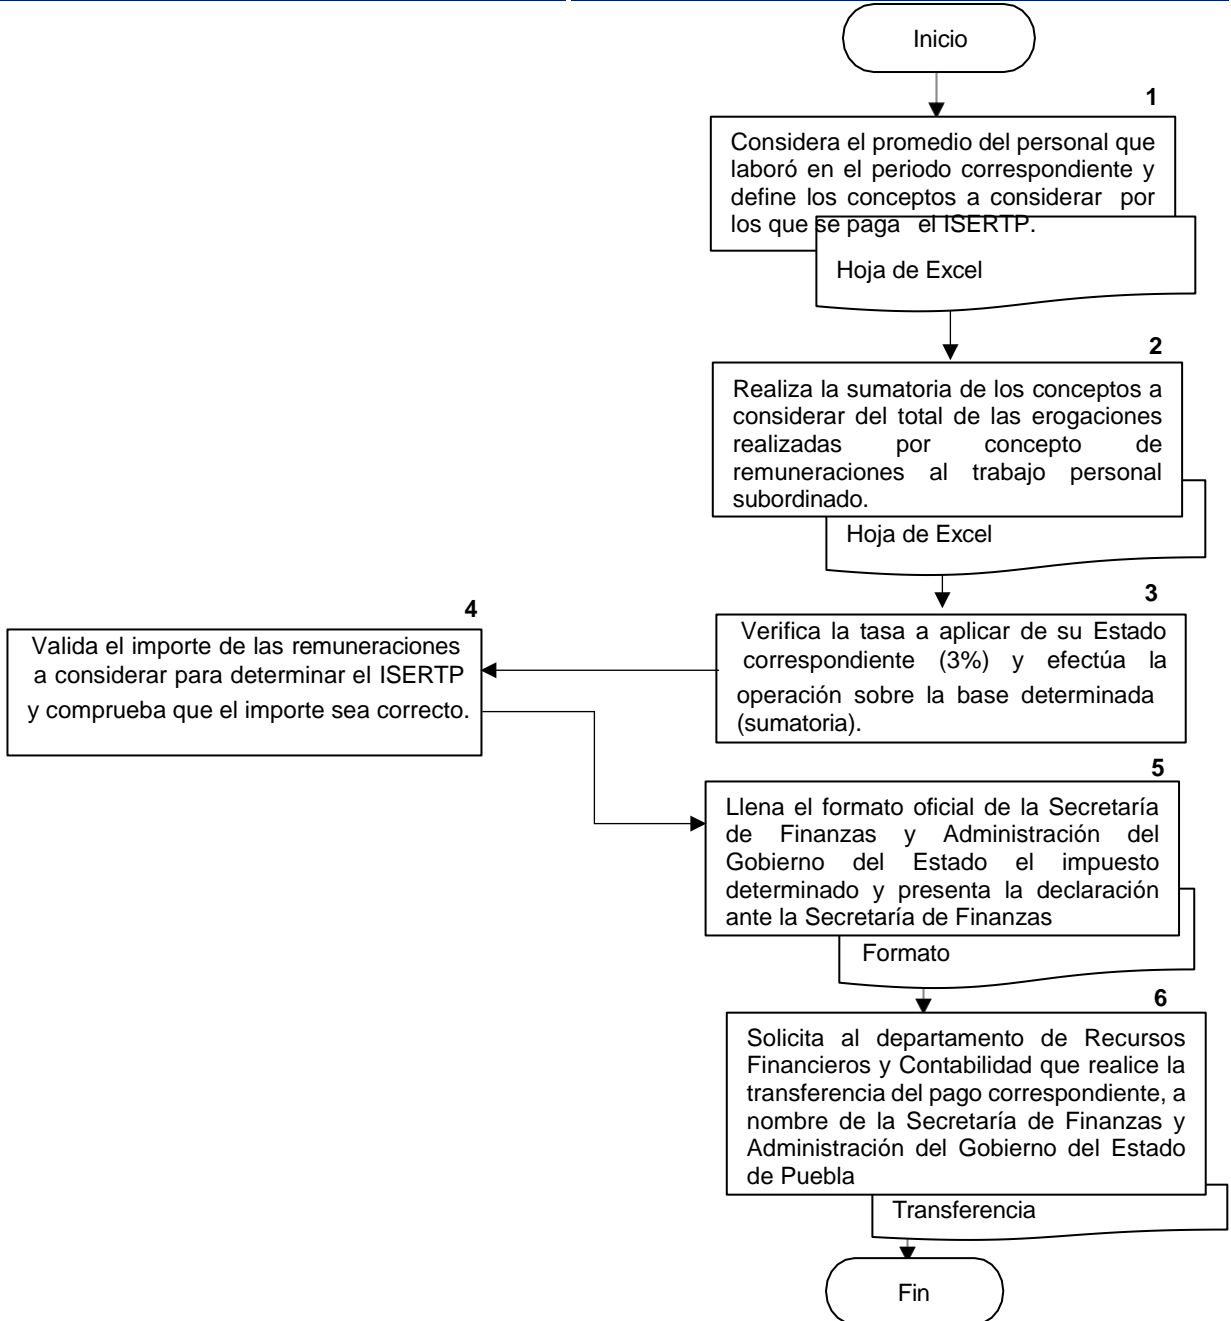 Inicio
1
Considera el promedio del personal que
laboró en el periodo correspondiente y
define los conceptos a considerar por
los que se paga el ISERTP.
Hoja de Excel
2
Realiza la sumatoria de los conceptos a
considerar del total de las erogaciones
realizadas por concepto de
remuneraciones al trabajo personal
subordinado.
Hoja de Excel
3
Verifica la tasa a aplicar de su Estado
correspondiente (3%) y efectúa la
operación sobre la base determinada
(sumatoria).
4
Valida el importe de las remuneraciones
a considerar para determinar el ISERTP
y comprueba que el importe sea correcto.
5
Llena el formato oficial de la Secretaría
de Finanzas y Administración del
Gobierno del Estado el impuesto
determinado y presenta la declaración
ante la Secretaría de Finanzas
Formato
6
Solicita al departamento de Recursos
Financieros y Contabilidad que realice la
transferencia del pago correspondiente, a
nombre de la Secretaría de Finanzas y
Administración del Gobierno del Estado
de Puebla
Transferencia
Fin